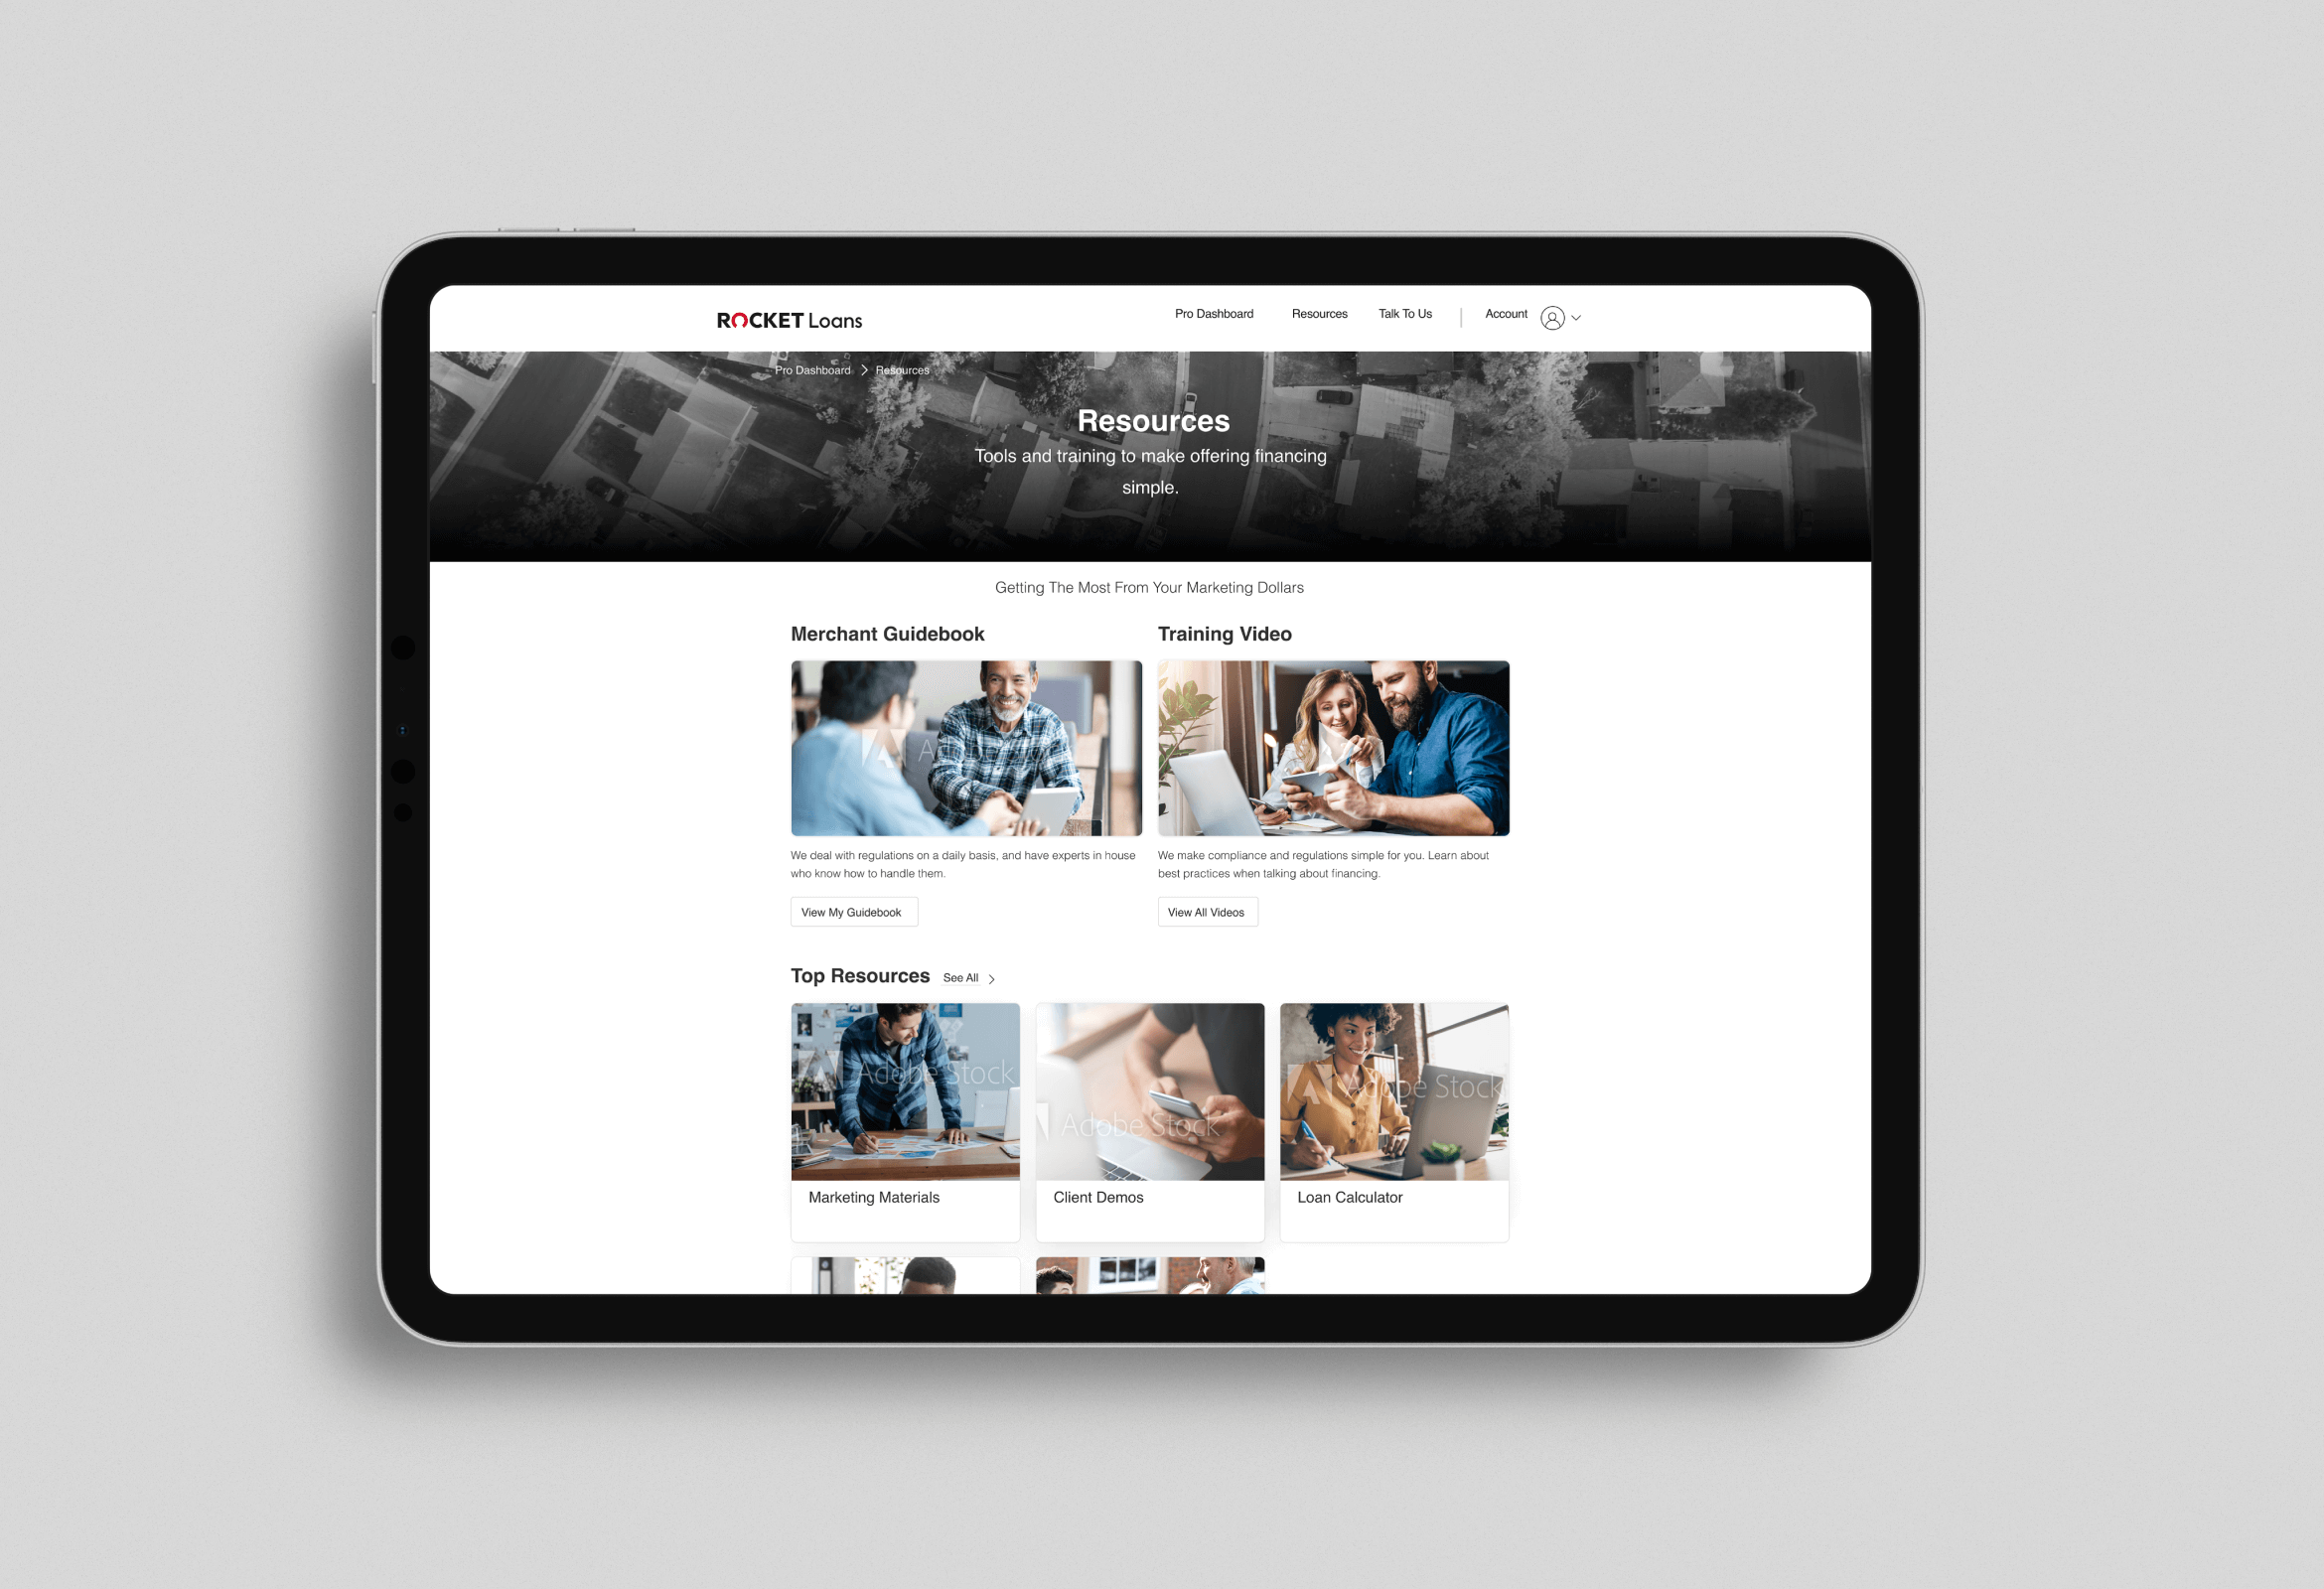 ROCKET Loans
Pro Dashboard
Resources
Talk To Us
Account
Pro Dashboard
Resources
Resources
Tools and training to make offering financing
simple.
Getting The Most From Your Marketing Dollars
Merchant Guidebook
Training Video
Adobe Stock
We deal with regulations on a daily basis, and have experts in house
who know how to handle them.
We make compliance and regulations simple for you. Learn about
best practices when talking about financing.
View My Guidebook
View All Videos
Top Resources
See All
Adobe Stock
Adobe Stock
Adobe Stock
Marketing Materials
Client Demos
Loan Calculator